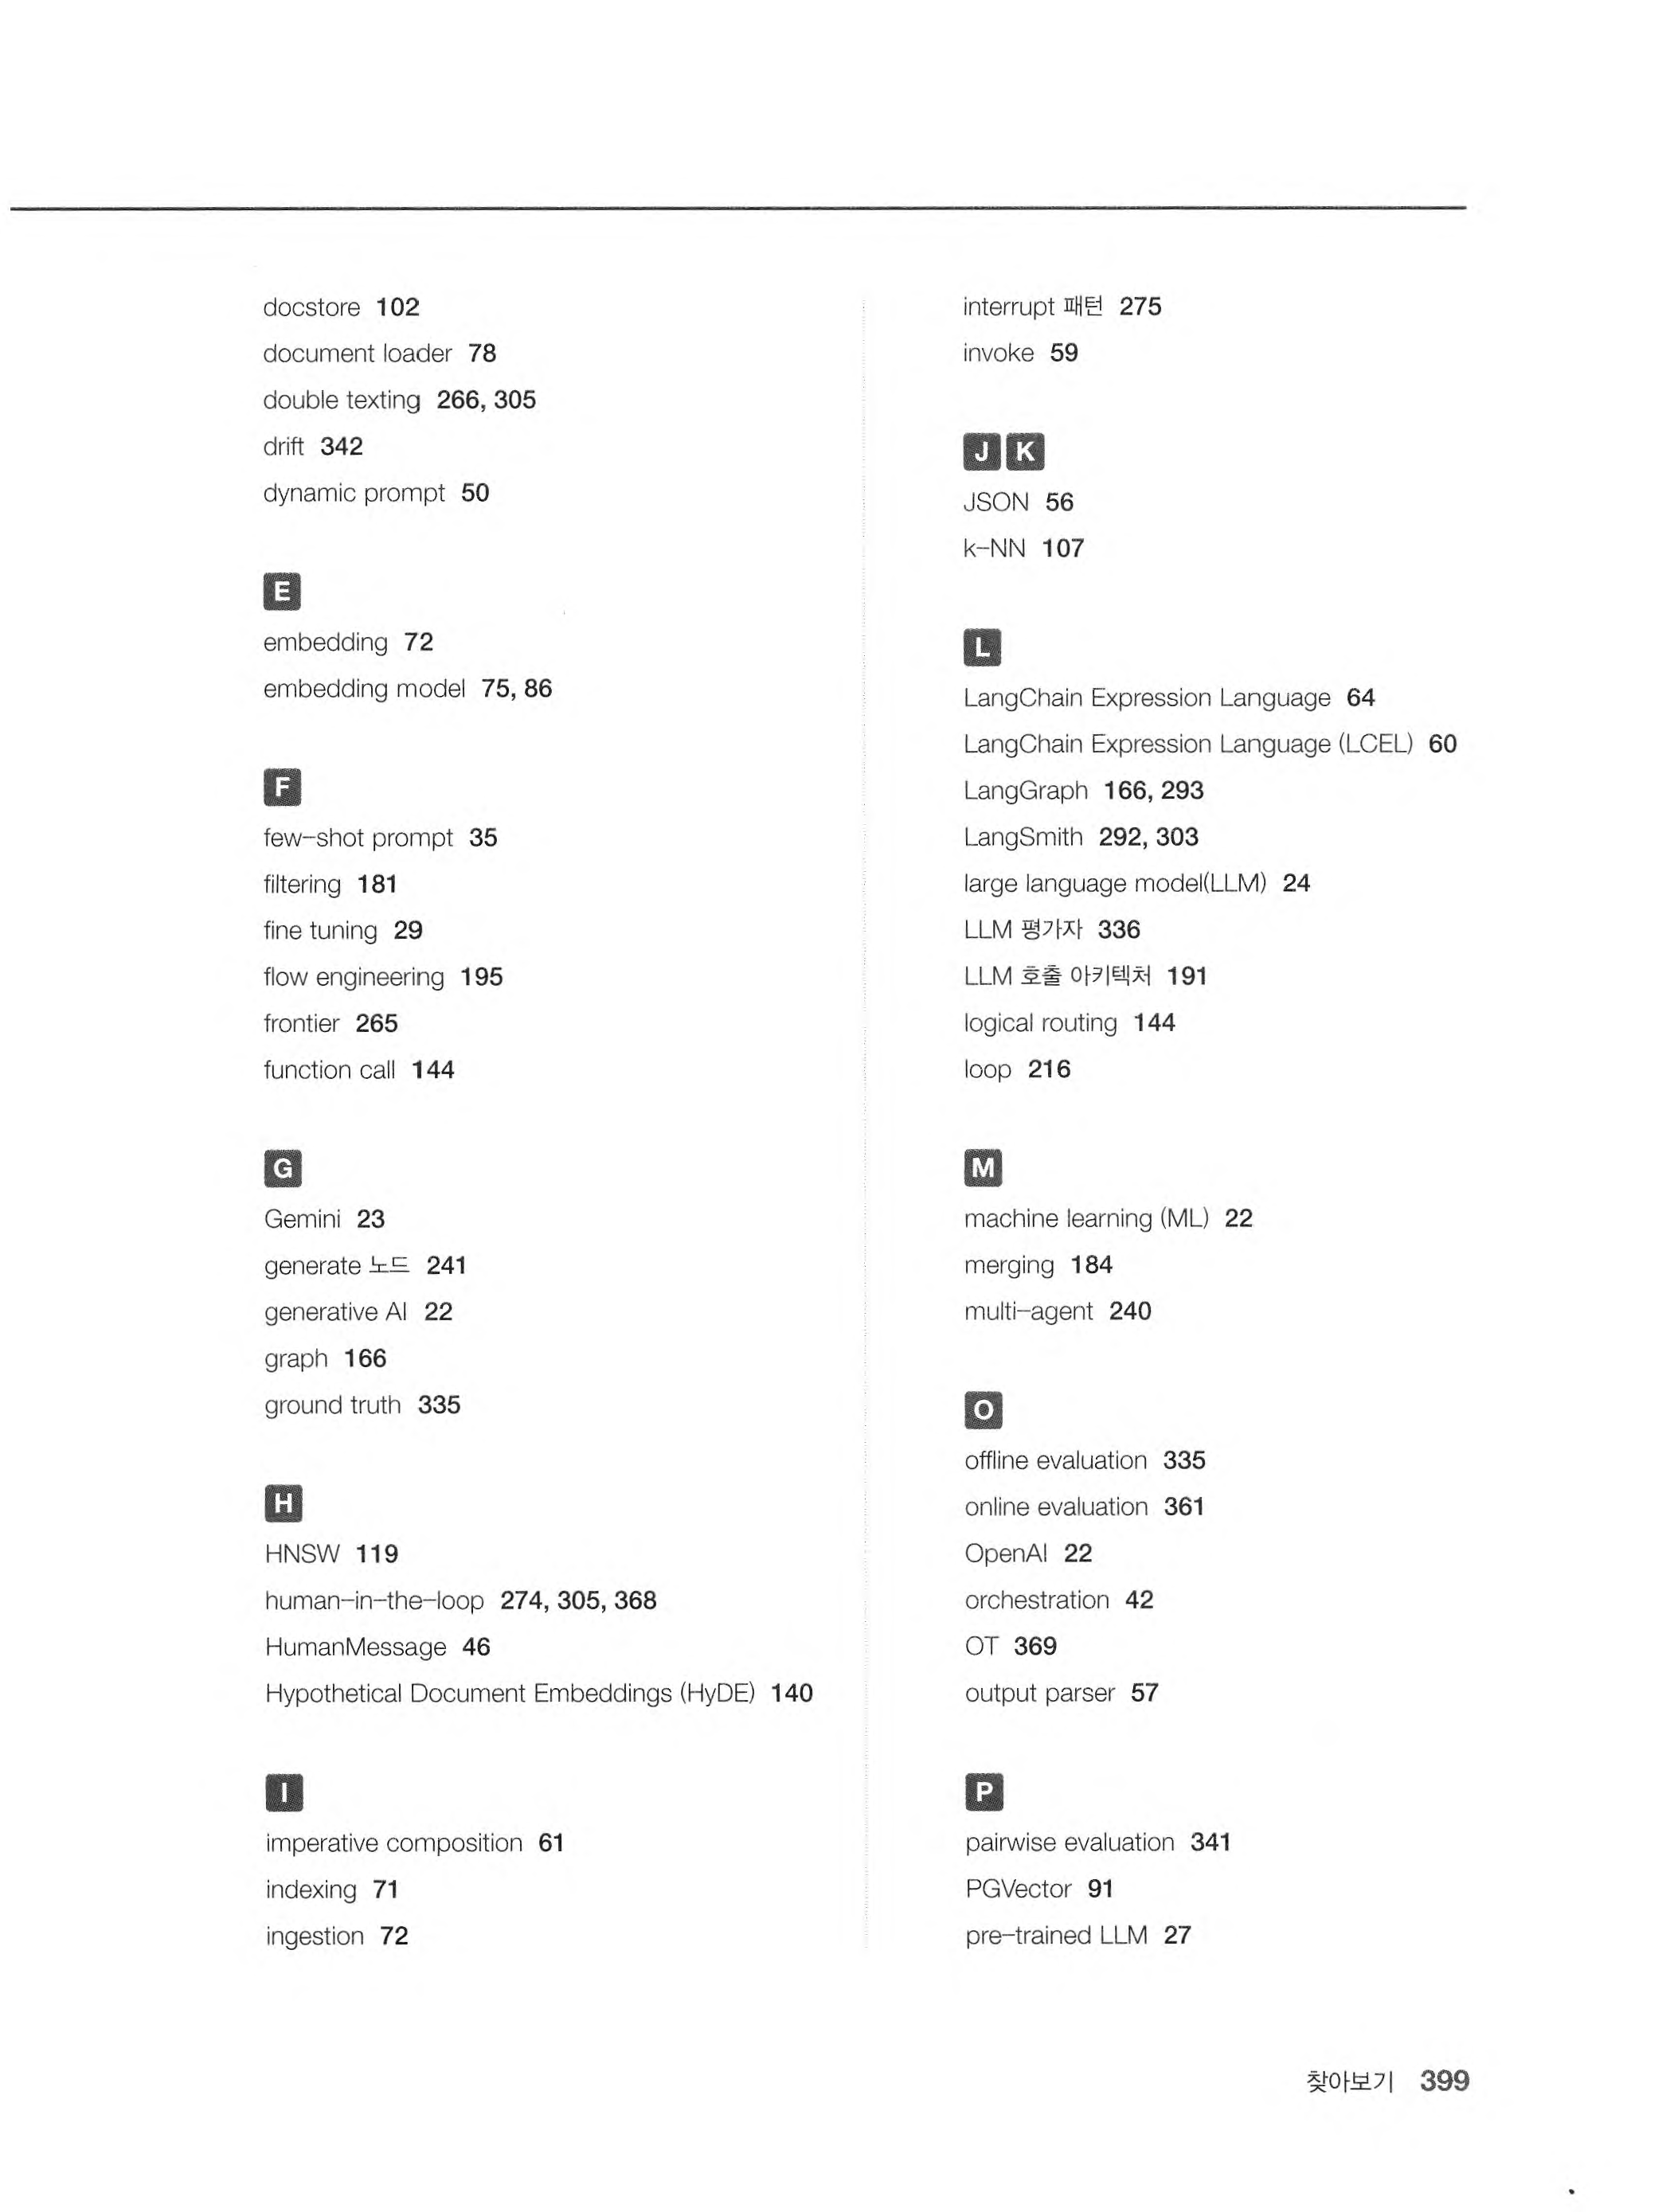 docstore 102
document loader 78
double texting 266, 305
drift 342
dynamic prompt 50
E
embedding 72
embedding model 75, 86
F
few-shot prompt 35
filtering 181
fine tuning 29
flow engineering 195
frontier 265
function call 144
G
Gemini 23
generate 노드 241
generative AI 22
graph 166
ground truth 335
H
HNSW 119
human-in-the-loop 274, 305, 368
HumanMessage 46
Hypothetical Document Embeddings (HyDE) 140
I
imperative composition 61
indexing 71
ingestion 72
interrupt 패턴 275
invoke 59
J K
JSON 56
k-NN 107
L
LangChain Expression Language 64
LangChain Expression Language (LCEL) 60
LangGraph 166, 293
LangSmith 292, 303
large language model(LLM) 24
LLM 평가자 336
LLM 호출 아키텍처 191
logical routing 144
loop 216
M
machine learning (ML) 22
merging 184
multi-agent 240
O
offline evaluation 335
online evaluation 361
OpenAI 22
orchestration 42
OT 369
output parser 57
P
pairwise evaluation 341
PGVector 91
pre-trained LLM 27
찾아보기 399